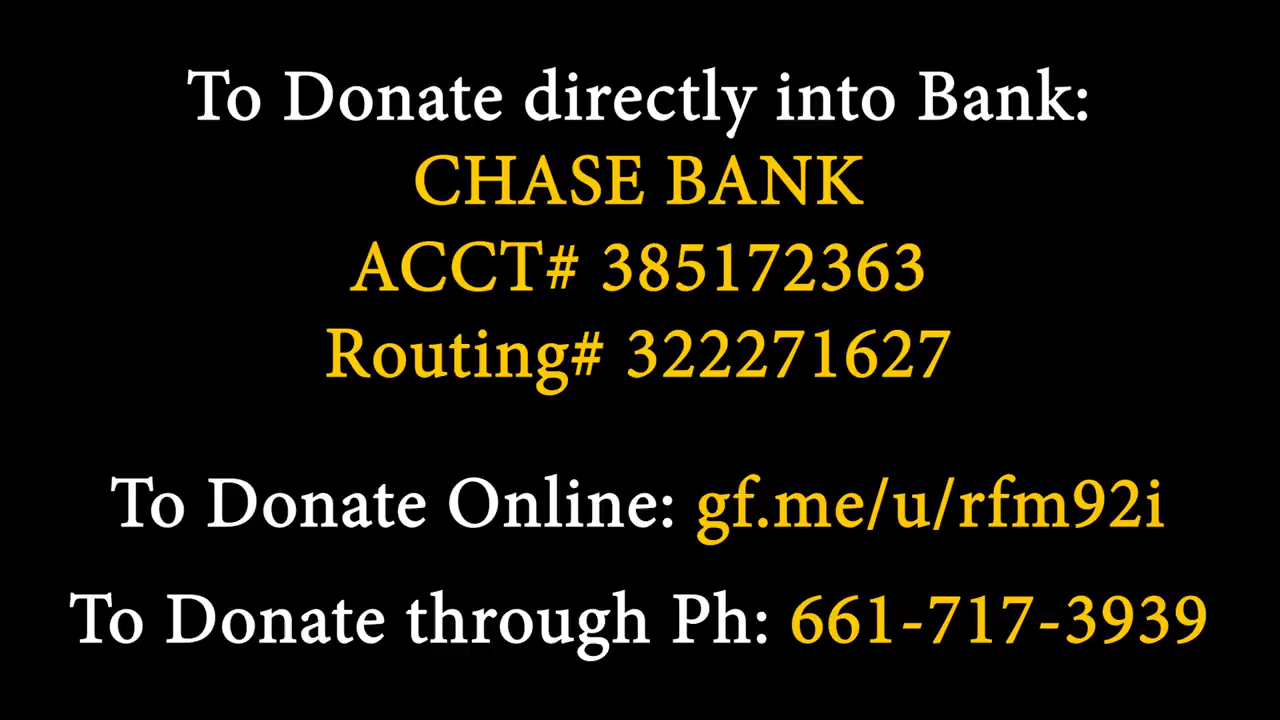 To Donate directly into Bank:
CHASE BANK
ACCT# 385172363
Routing# 322271627
To Donate Online: gf.me/u/rfm92i
To Donate through Ph: 661-717-3939